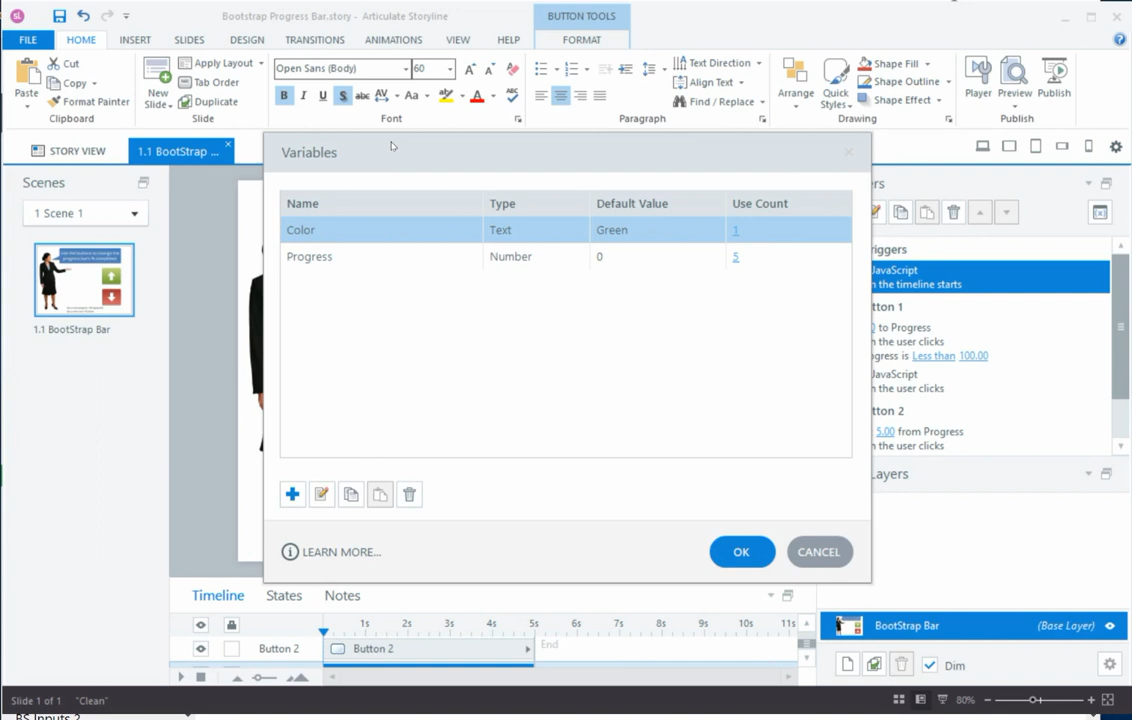 Bootstrap Progress Bar.story - Articulate Storyline
BUTTON TOOLS
FILE HOME INSERT SLIDES DESIGN TRANSITIONS ANIMATIONS VIEW HELP FORMAT
Paste
Cut
Copy
Format Painter
Clipboard
New
Slide
Apply Layout
Tab Order
Duplicate
Slide
Open Sans (Body) 60
B I U S abc AV Aa A
Font
Text Direction
Align Text
Find / Replace
Paragraph
Arrange
Quick
Styles
Shape Fill
Shape Outline
Shape Effect
Drawing
Player Preview Publish
Publish
STORY VIEW
1.1 BootStrap ...
Scenes
1 Scene 1
1.1 BootStrap Bar
Variables
Name Type Default Value Use Count
Color Text Green 1
Progress Number 0 5
LEARN MORE...
OK CANCEL
ers
riggers
JavaScript
n the timeline starts
tton 1
to Progress
n the user clicks
ogress is Less than 100.00
JavaScript
n the user clicks
tton 2
5.00 from Progress
n the user clicks
Layers
Timeline States Notes
1s 2s 3s 4s 5s 6s 7s 8s 9s 10s 11s
Button 2 Button 2 End
BootStrap Bar (Base Layer)
Dim
Slide 1 of 1 "Clean" 80%
BS Inputs 2